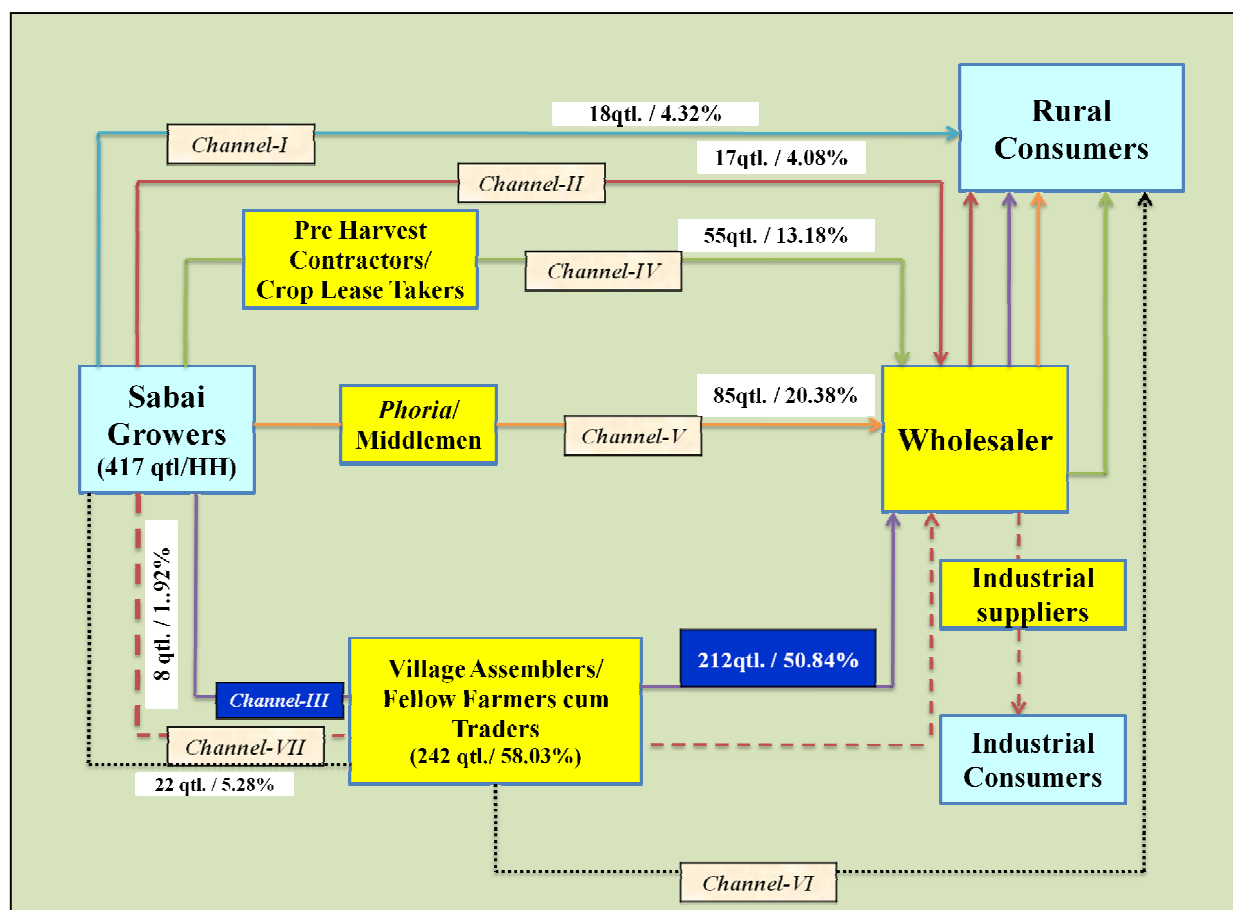 18qtl. / 4.32%
Channel-I
Rural
Consumers
17qtl. / 4.08%
Channel-II
Pre Harvest
Contractors/
Crop Lease Takers
55qtl. / 13.18%
Channel-IV
Sabai
Growers
(417 qtl/HH)
Phoria/
Middlemen
85qtl. / 20.38%
Channel-V
Wholesaler
8 qtl. / 1..92%
Industrial
suppliers
Village Assemblers/
Fellow Farmers cum
Traders
(242 qtl./ 58.03%)
212qtl. / 50.84%
Channel-III
Channel-VII
22 qtl. / 5.28%
Industrial
Consumers
Channel-VI